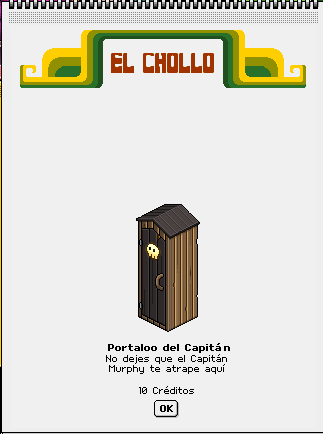 EL CHOLLO
Portaloo del Capitán
No dejes que el Capitán
Murphy te atrape aquí
10 Créditos
OK